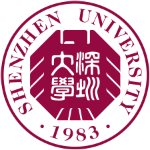 SHENZHEN UNIVERSITY
深圳
大學
·1983·